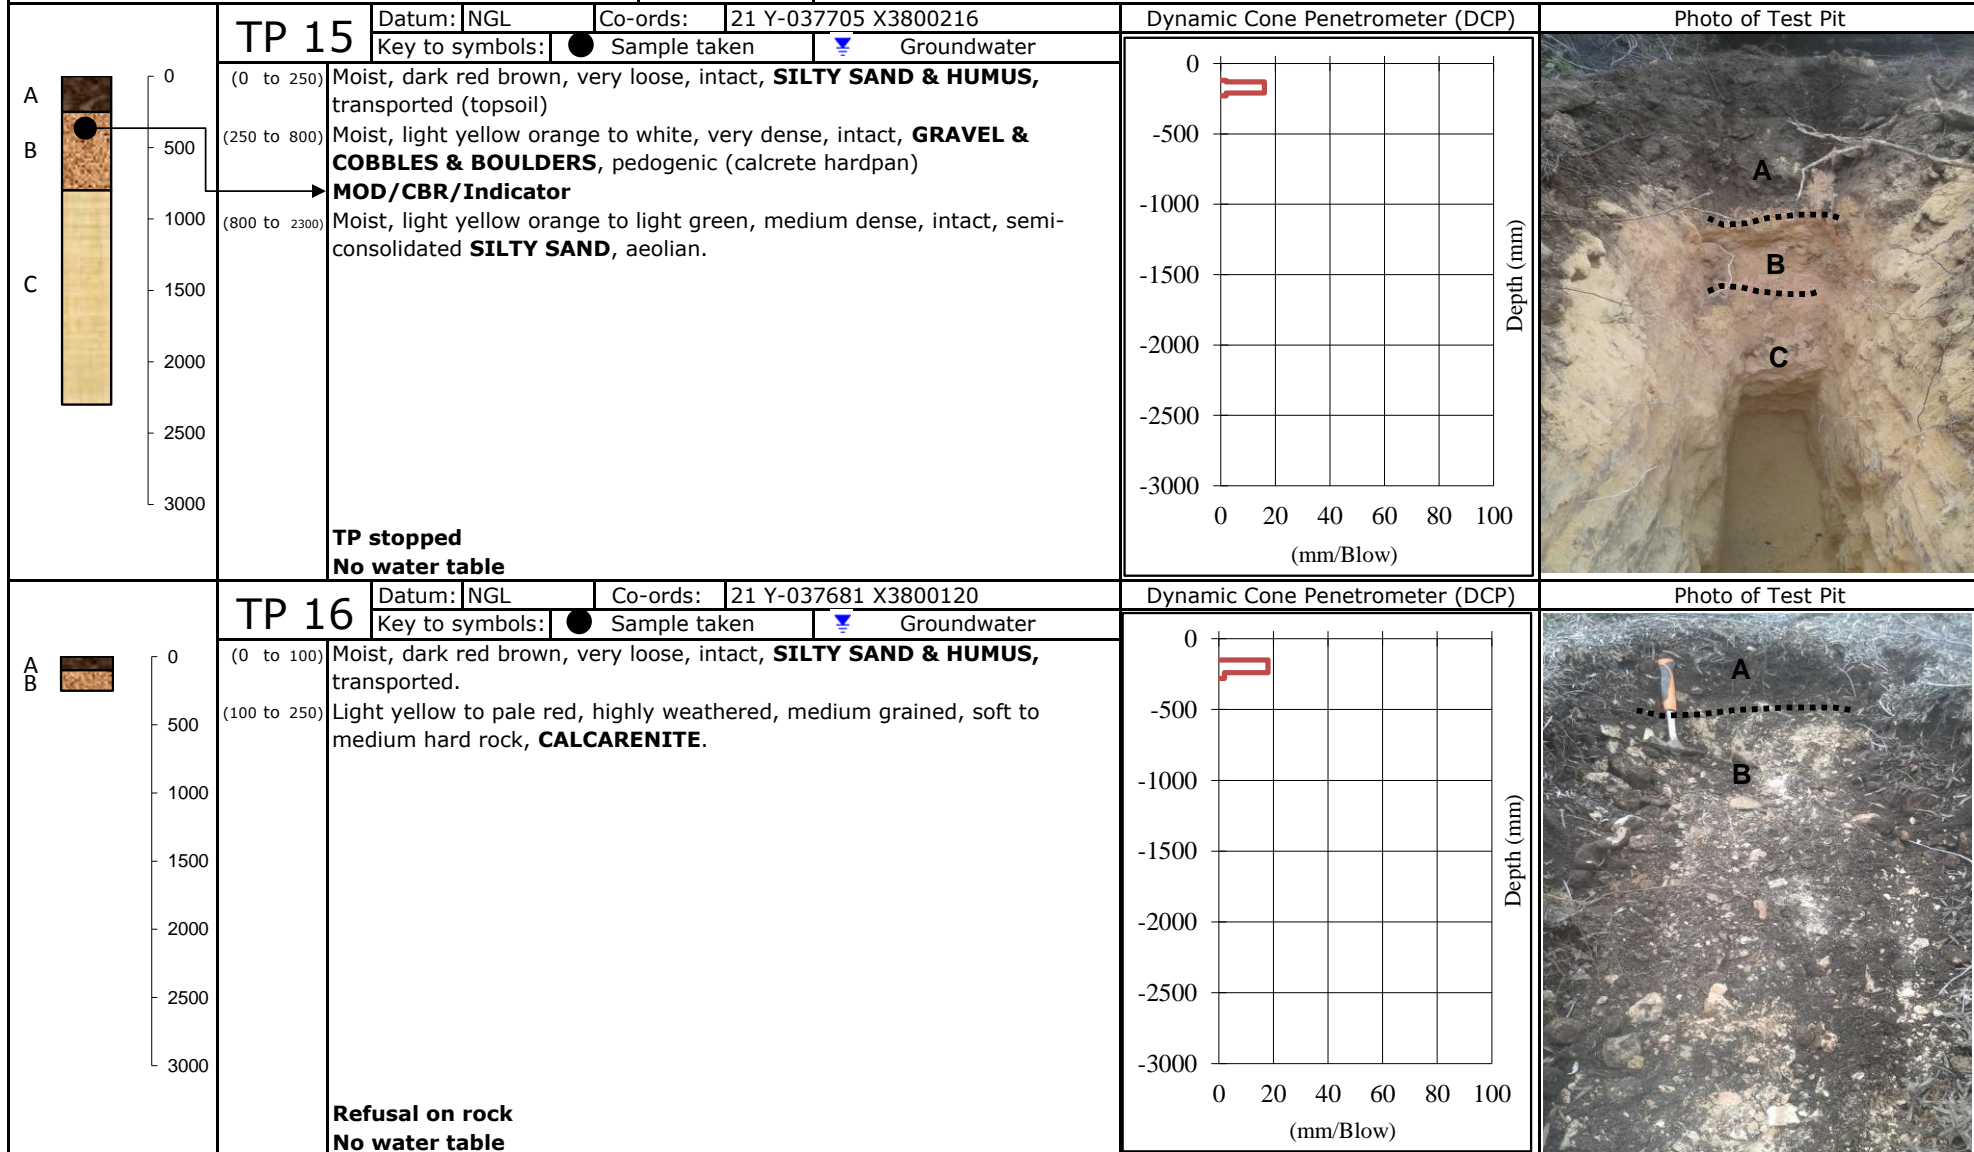 TP 15
Datum: NGL Co-ords: 21 Y-037705 X3800216
Key to symbols: Sample taken Groundwater
A
B
C
0
500
1000
1500
2000
2500
3000
(0 to 250) Moist, dark red brown, very loose, intact, SILTY SAND & HUMUS,
transported (topsoil)
(250 to 800) Moist, light yellow orange to white, very dense, intact, GRAVEL &
COBBLES & BOULDERS, pedogenic (calcrete hardpan)
MOD/CBR/Indicator
(800 to 2300) Moist, light yellow orange to light green, medium dense, intact, semi-
consolidated SILTY SAND, aeolian.
TP stopped
No water table
Dynamic Cone Penetrometer (DCP)
0
-500
-1000
-1500
-2000
-2500
-3000
0 20 40 60 80 100
(mm/Blow)
Depth (mm)
Photo of Test Pit
A
B
C
TP 16
Datum: NGL Co-ords: 21 Y-037681 X3800120
Key to symbols: Sample taken Groundwater
A
B
0
500
1000
1500
2000
2500
3000
(0 to 100) Moist, dark red brown, very loose, intact, SILTY SAND & HUMUS,
transported.
(100 to 250) Light yellow to pale red, highly weathered, medium grained, soft to
medium hard rock, CALCARENITE.
Refusal on rock
No water table
Dynamic Cone Penetrometer (DCP)
0
-500
-1000
-1500
-2000
-2500
-3000
0 20 40 60 80 100
(mm/Blow)
Depth (mm)
Photo of Test Pit
A
B